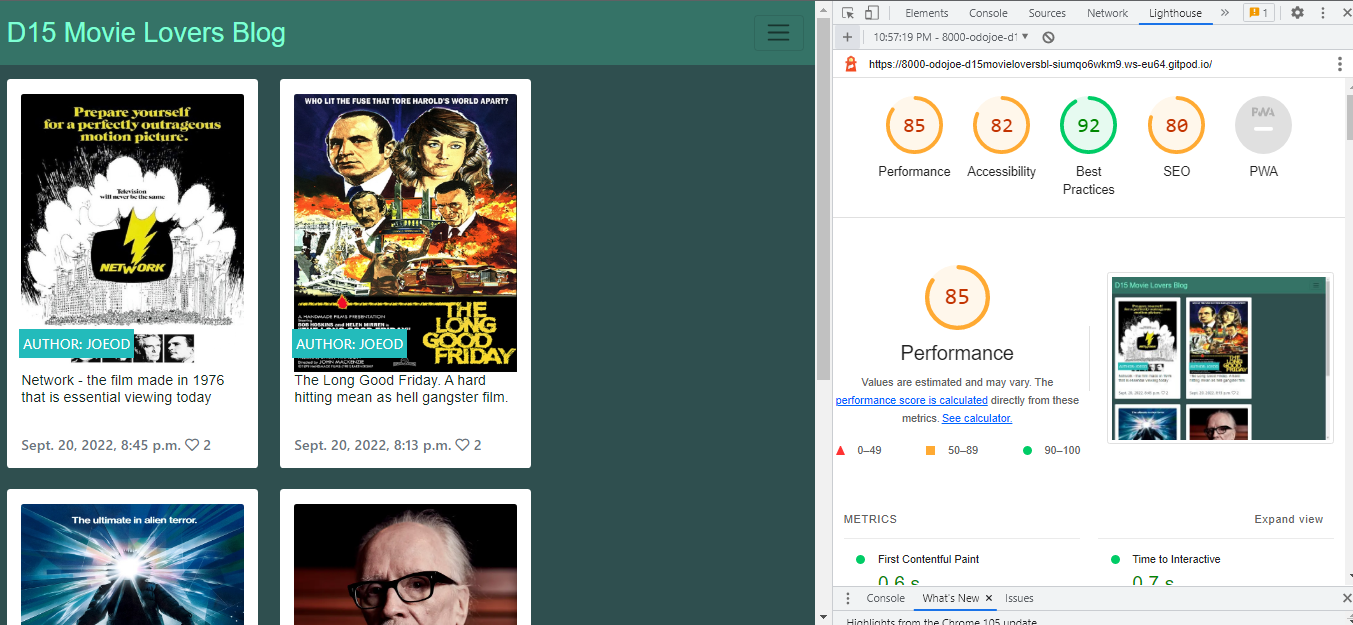 D15 Movie Lovers Blog
Prepare yourself
for a perfectly outrageous
motion picture.
Television
will never be the same
NETWORK
AUTHOR: JOEOD
Network - the film made in 1976
that is essential viewing today
Sept. 20, 2022, 8:45 p.m. 2
WHO LIT THE FUSE THAT TORE HAROLD'S WORLD APART?
A HANDMADE FILMS PRESENTATION
BOB HOSKINS and HELEN MIRREN in
THE
LONG
GOOD
FRIDAY
AUTHOR: JOEOD
The Long Good Friday. A hard
hitting mean as hell gangster film.
Sept. 20, 2022, 8:13 p.m. 2
The ultimate in alien terror.
Elements Console Sources Network Lighthouse 1
10:57:19 PM - 8000-odojoe-d1
https://8000-odojoe-d15movieloversbl-siumqo6wkm9.ws-eu64.gitpod.io/
85 82 92 80 PWA
Performance Accessibility Best Practices SEO PWA
85
Performance
Values are estimated and may vary. The
performance score is calculated directly from these
metrics. See calculator.
0–49 50–89 90–100
D15 Movie Lovers Blog
METRICS Expand view
First Contentful Paint Time to Interactive
0.6 s 0.7 s
Console What's New Issues
Highlights from the Chrome 105 update